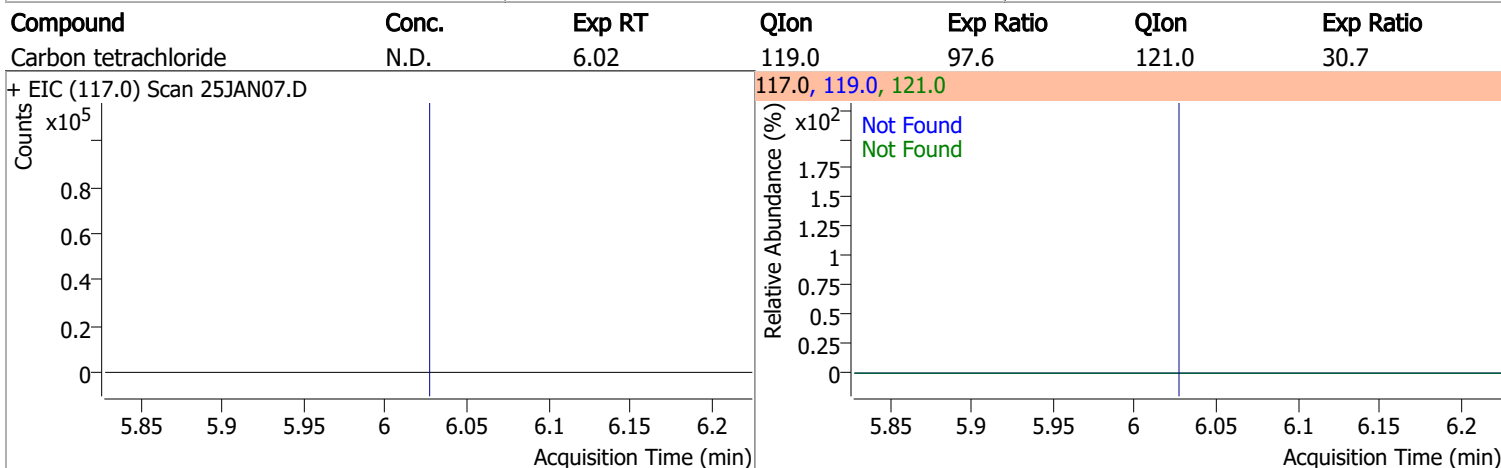 Compound Conc. Exp RT QIon Exp Ratio QIon Exp Ratio
Carbon tetrachloride N.D. 6.02 119.0 97.6 121.0 30.7
+ EIC (117.0) Scan 25JAN07.D
Counts
x10^5
0.8
0.6
0.4
0.2
0
5.85 5.9 5.95 6 6.05 6.1 6.15 6.2
Acquisition Time (min)
117.0, 119.0, 121.0
Relative Abundance (%)
x10^2
Not Found
Not Found
1.75
1.5
1.25
1
0.75
0.5
0.25
0
5.85 5.9 5.95 6 6.05 6.1 6.15 6.2
Acquisition Time (min)